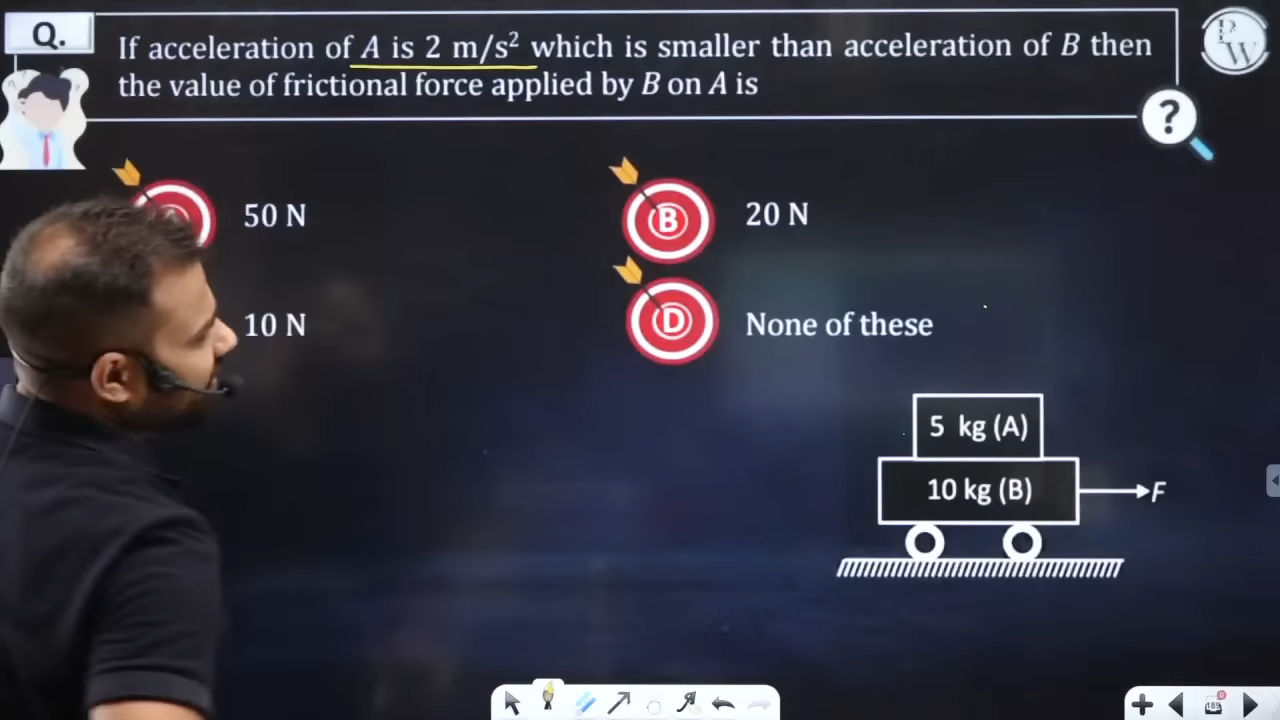 Q.
If acceleration of A is 2 m/s² which is smaller than acceleration of B then
the value of frictional force applied by B on A is
PW
?
50 N
B
20 N
10 N
D
None of these
5 kg (A)
10 kg (B)
F